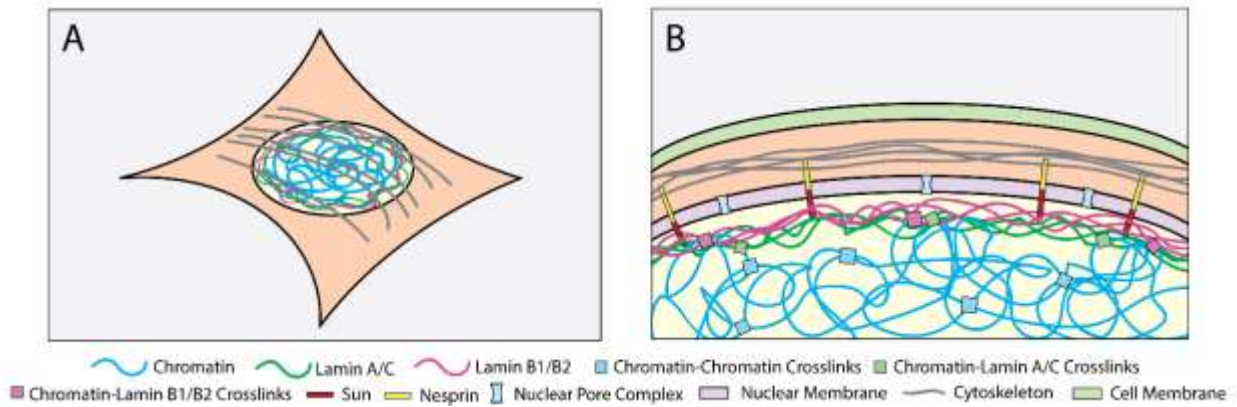 A
B
Chromatin Lamin A/C Lamin B1/B2 Chromatin-Chromatin Crosslinks Chromatin-Lamin A/C Crosslinks
Chromatin-Lamin B1/B2 Crosslinks Sun Nesprin Nuclear Pore Complex Nuclear Membrane Cytoskeleton Cell Membrane